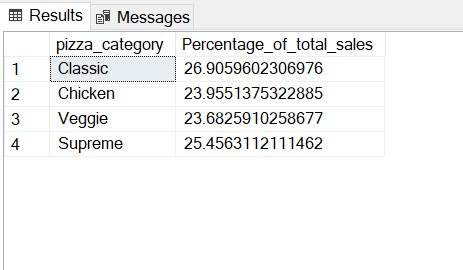 Results Messages
pizza_category Percentage_of_total_sales
1 Classic 26.9059602306976
2 Chicken 23.9551375322885
3 Veggie 23.6825910258677
4 Supreme 25.4563112111462